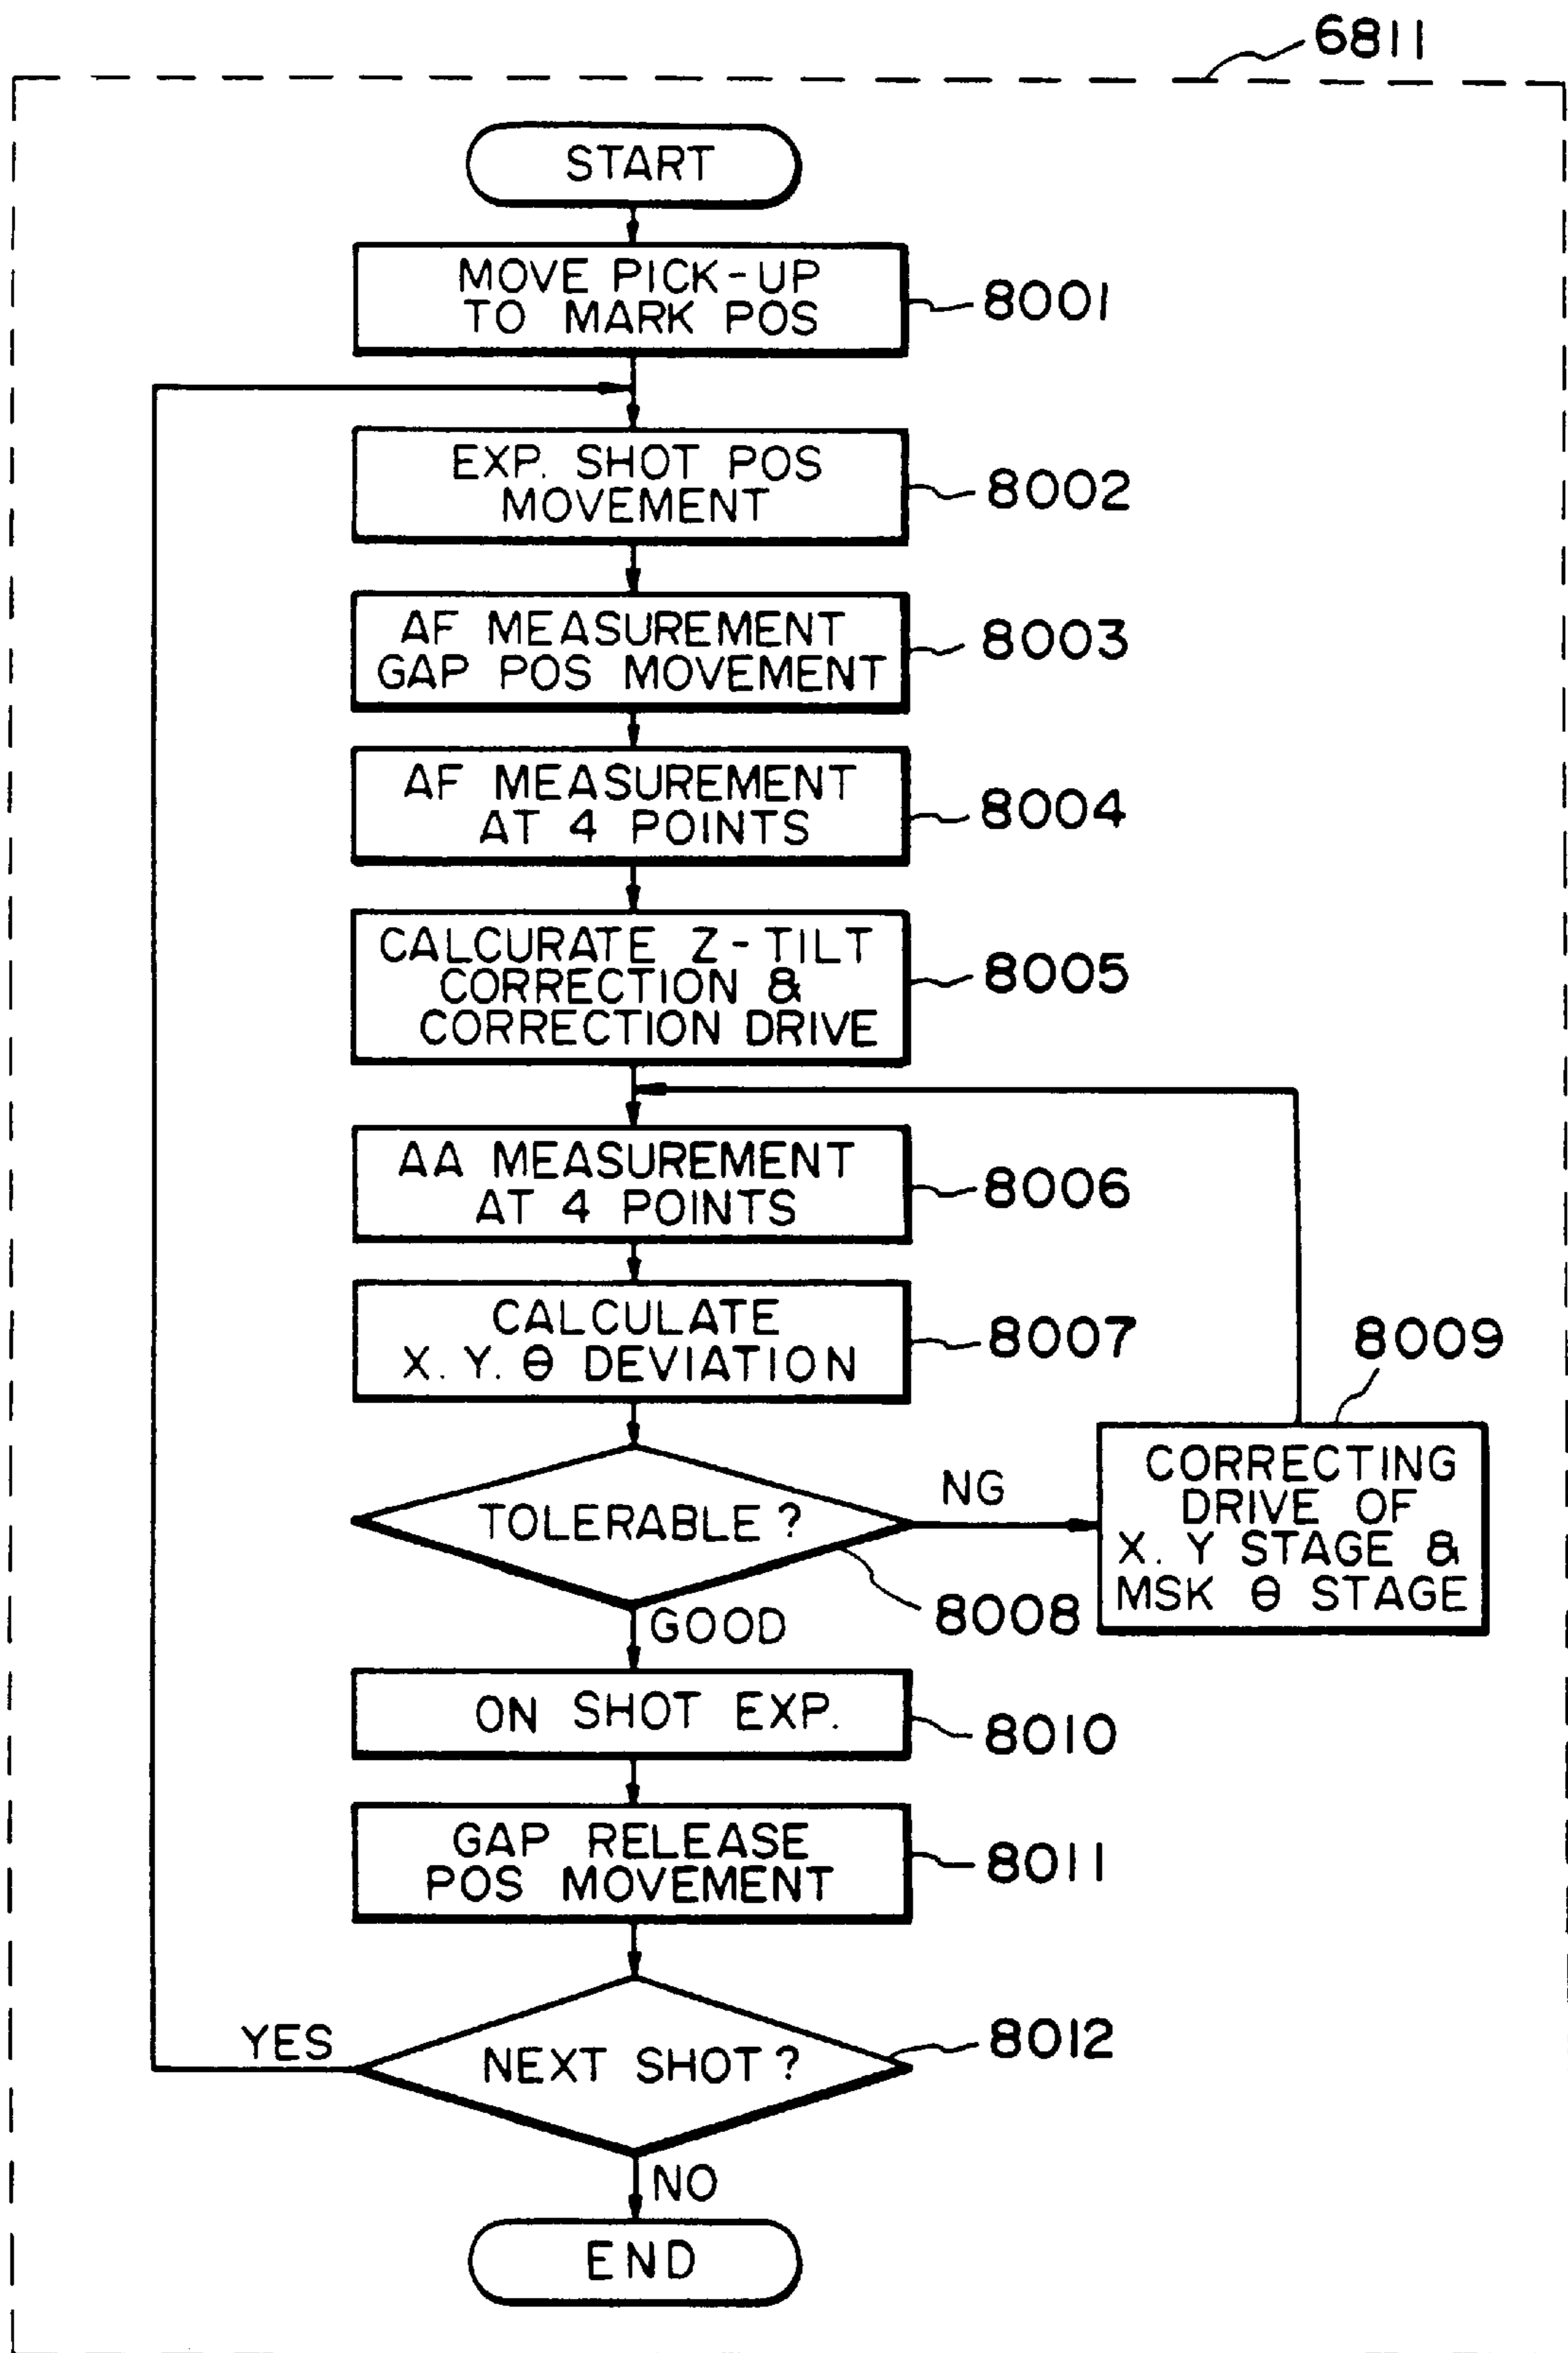 6811
START
MOVE PICK-UP
TO MARK POS
8001
EXP. SHOT POS
MOVEMENT
8002
AF MEASUREMENT
GAP POS MOVEMENT
8003
AF MEASUREMENT
AT 4 POINTS
8004
CALCURATE Z-TILT
CORRECTION &
CORRECTION DRIVE
8005
AA MEASUREMENT
AT 4 POINTS
8006
CALCULATE
X. Y. θ DEVIATION
8007
TOLERABLE?
8008
NG
8009
CORRECTING
DRIVE OF
X. Y STAGE &
MSK θ STAGE
GOOD
ON SHOT EXP.
8010
GAP RELEASE
POS MOVEMENT
8011
NEXT SHOT?
8012
YES
NO
END